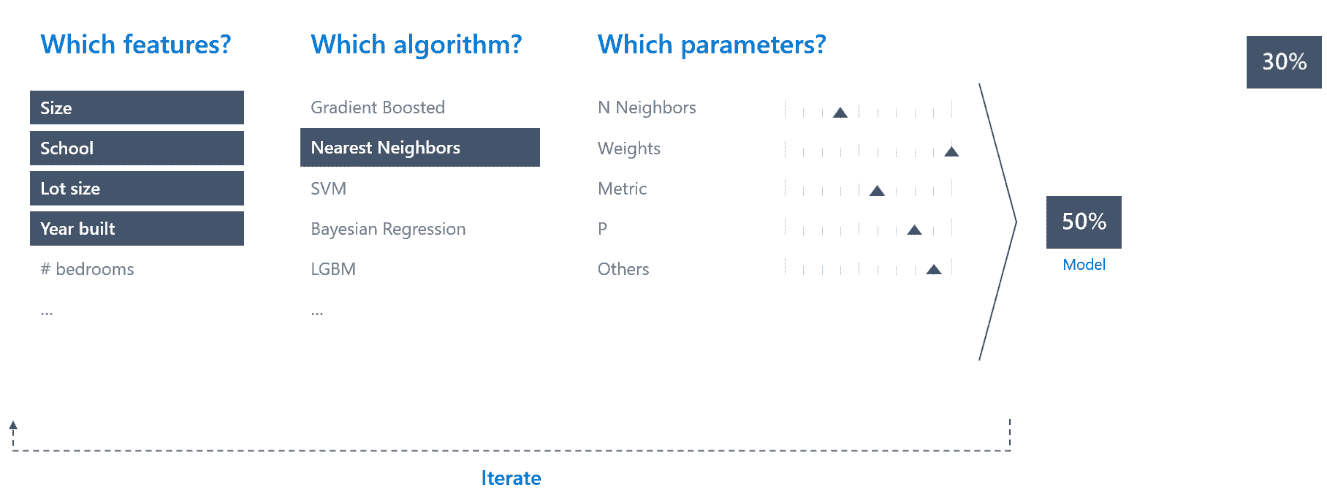 Which features?
Size
School
Lot size
Year built
# bedrooms
...
Which algorithm?
Gradient Boosted
Nearest Neighbors
SVM
Bayesian Regression
LGBM
...
Which parameters?
N Neighbors
Weights
Metric
P
Others
50%
Model
30%
Iterate